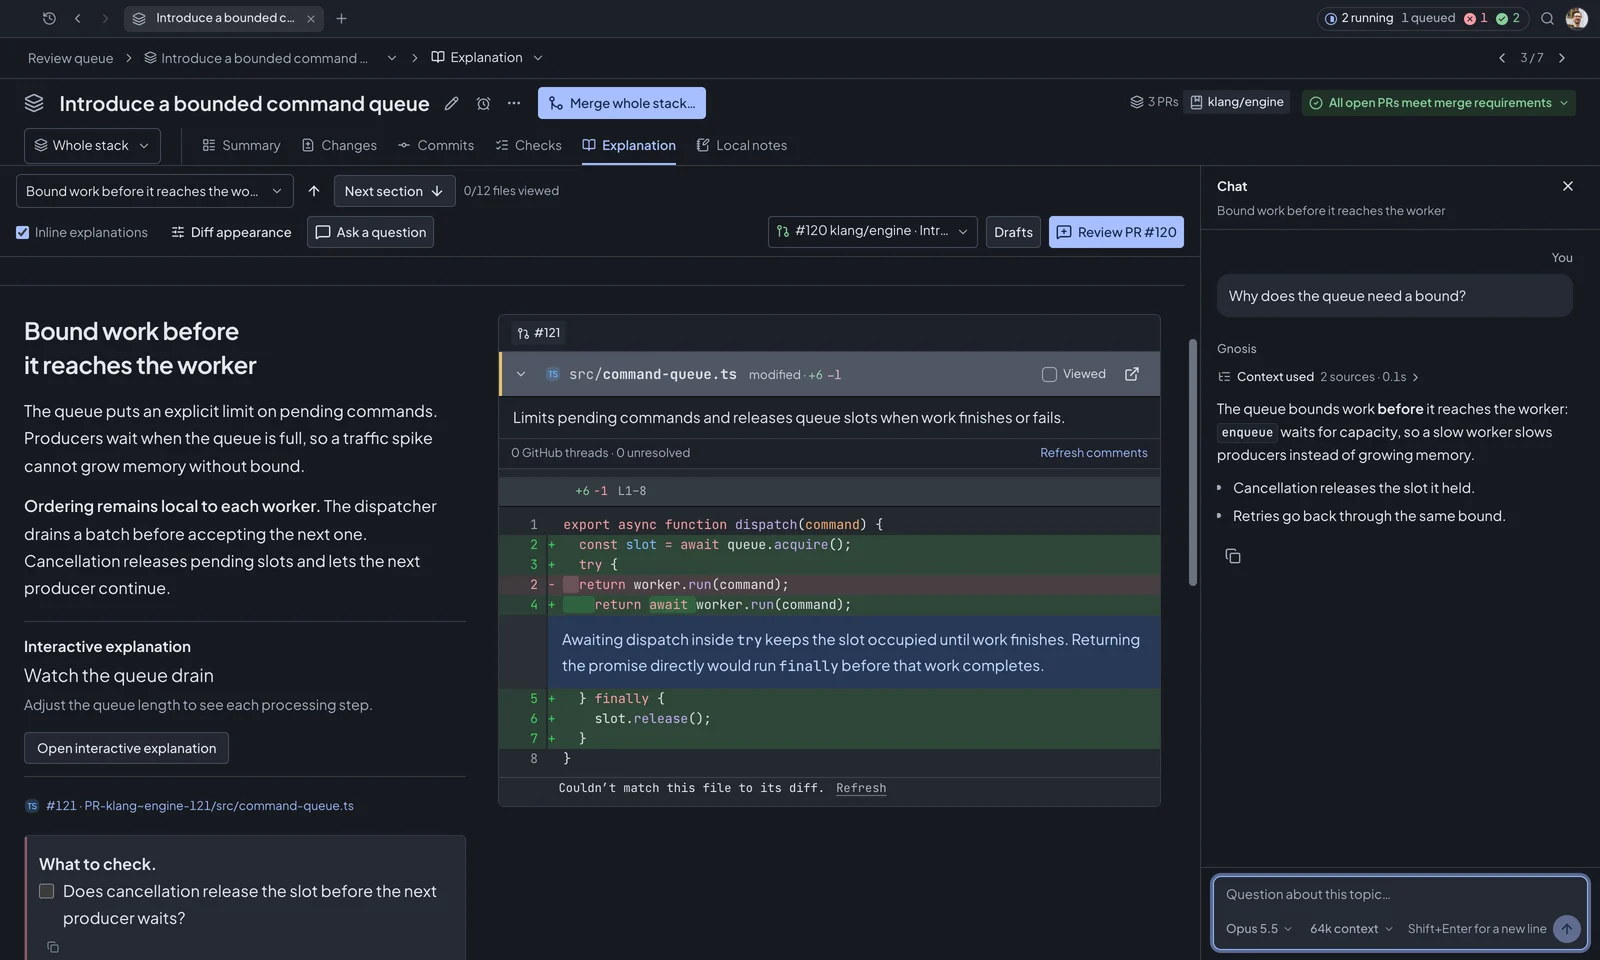 Introduce a bounded c...
2 running 1 queued 1 2
Review queue
Introduce a bounded command ...
Explanation
3/7
Introduce a bounded command queue
Merge whole stack...
3 PRs
klang/engine
All open PRs meet merge requirements
Whole stack
Summary
Changes
Commits
Checks
Explanation
Local notes
Bound work before it reaches the wo...
Next section
0/12 files viewed
Inline explanations
Diff appearance
Ask a question
#120 klang/engine · Intr...
Drafts
Review PR #120
Bound work before
it reaches the worker
The queue puts an explicit limit on pending commands.
Producers wait when the queue is full, so a traffic spike
cannot grow memory without bound.
Ordering remains local to each worker. The dispatcher
drains a batch before accepting the next one.
Cancellation releases pending slots and lets the next
producer continue.
Interactive explanation
Watch the queue drain
Adjust the queue length to see each processing step.
Open interactive explanation
TS #121 · PR-klang~engine-121/src/command-queue.ts
What to check.
Does cancellation release the slot before the next
producer waits?
#121
TS src/command-queue.ts modified · +6 −1
Viewed
Limits pending commands and releases queue slots when work finishes or fails.
0 GitHub threads · 0 unresolved
Refresh comments
+6 -1 L1–8
1 export async function dispatch(command) {
2 + const slot = await queue.acquire();
3 + try {
2 - return worker.run(command);
4 + return await worker.run(command);
Awaiting dispatch inside try keeps the slot occupied until work finishes. Returning
the promise directly would run finally before that work completes.
5 + } finally {
6 + slot.release();
7 + }
8 }
Couldn’t match this file to its diff. Refresh
Chat
Bound work before it reaches the worker
You
Why does the queue need a bound?
Gnosis
Context used 2 sources · 0.1s
The queue bounds work before it reaches the worker:
enqueue waits for capacity, so a slow worker slows
producers instead of growing memory.
• Cancellation releases the slot it held.
• Retries go back through the same bound.
Question about this topic...
Opus 5.5
64k context
Shift+Enter for a new line